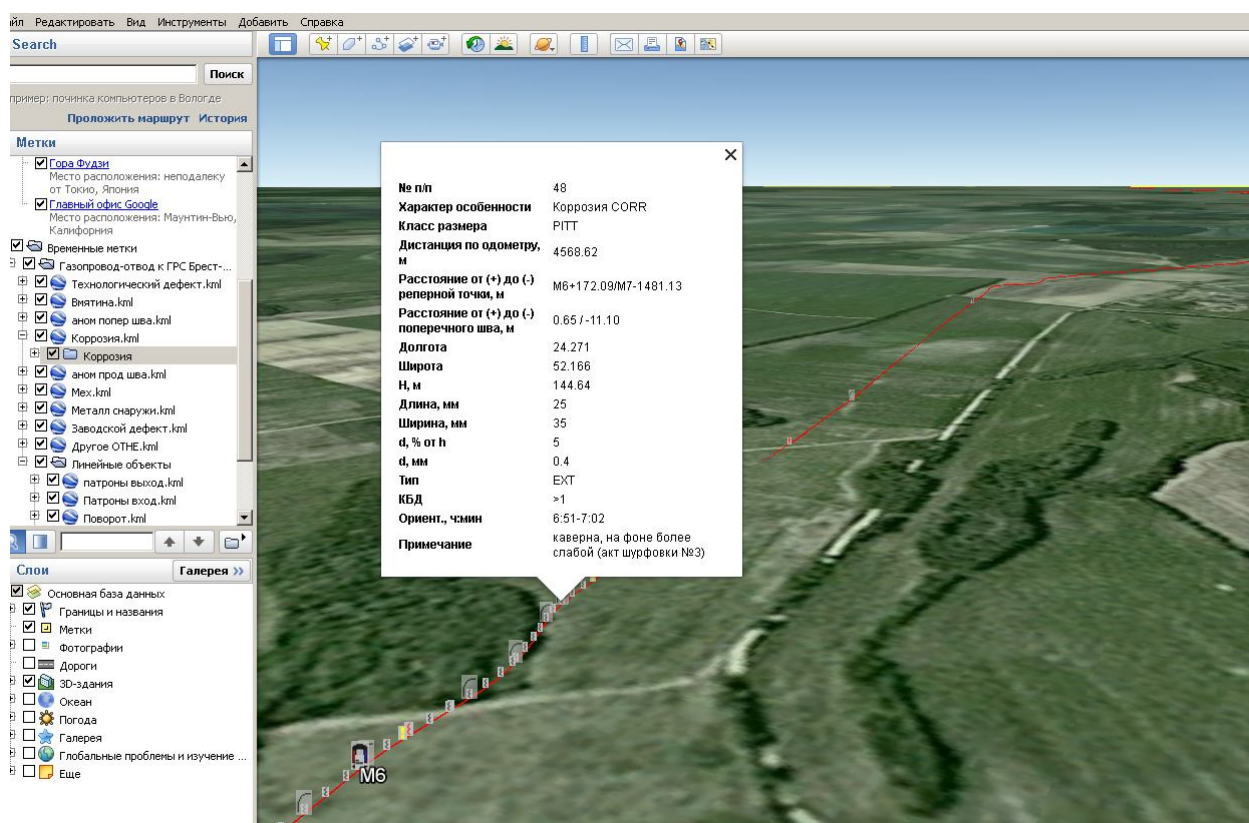 йл Редактировать Вид Инструменты Добавить Справка
Search
Поиск
пример: починка компьютеров в Вологде
Проложить маршрут История
Метки
Гора Фудзи
Место расположения: неподалеку
от Токио, Япония
Главный офис Google
Место расположения: Маунтин-Вью,
Калифорния
Временные метки
Газопровод-отвод к ГРС Брест-...
Технологический дефект.kml
Вмятина.kml
аном попер шва.kml
Коррозия.kml
Коррозия
аном прод шва.kml
Мех.kml
Металл снаружи.kml
Заводской дефект.kml
Другое OTHE.kml
Линейные объекты
патроны выход.kml
Патроны вход.kml
Поворот.kml
Слои
Галерея >>
Основная база данных
Границы и названия
Метки
Фотографии
Дороги
3D-здания
Океан
Погода
Галерея
Глобальные проблемы и изучение ...
Еще
№ п/п 48
Характер особенности Коррозия CORR
Класс размера PITT
Дистанция по одометру,
м 4568.62
Расстояние от (+) до (-)
реперной точки, м М6+172.09/М7-1481.13
Расстояние от (+) до (-)
поперечного шва, м 0.65 / -11.10
Долгота 24.271
Широта 52.166
Н, м 144.64
Длина, мм 25
Ширина, мм 35
d, % от h 5
d, мм 0.4
Тип EXT
КБД >1
Ориент., ч:мин 6:51-7:02
Примечание каверна, на фоне более
слабой (акт шурфовки №3)
М6